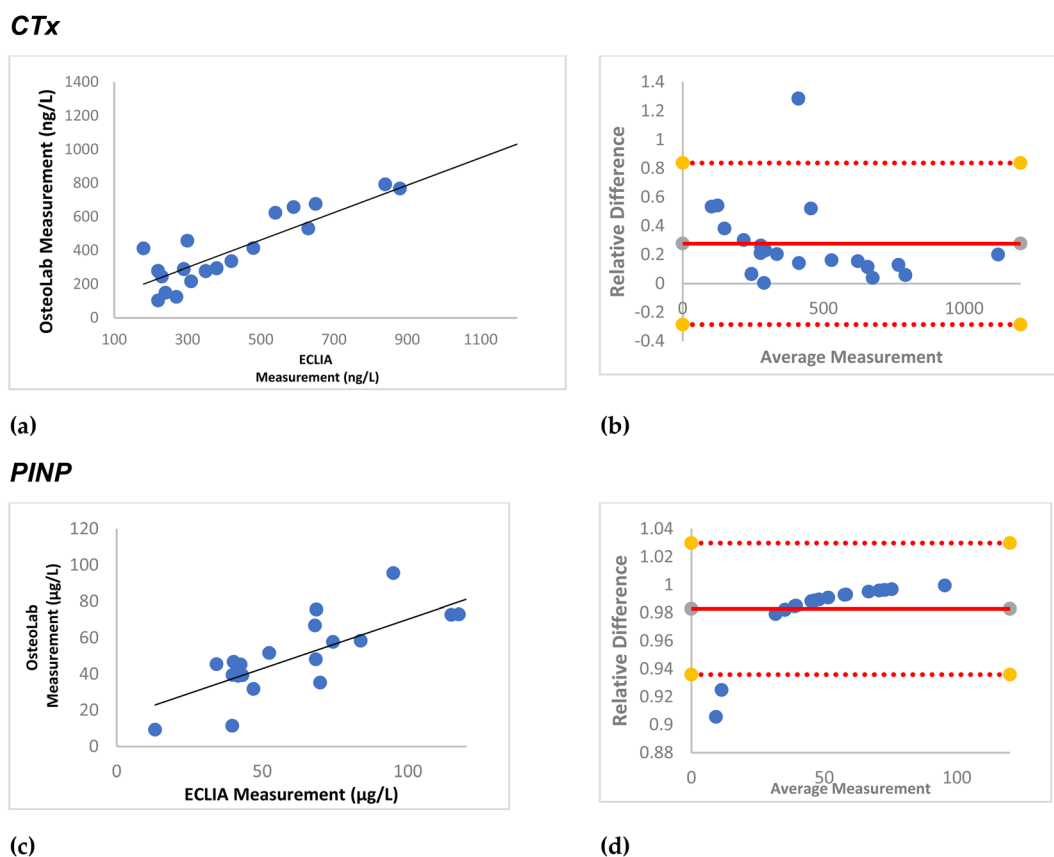 CTx
OsteoLab Measurement (ng/L)
1400
1200
1000
800
600
400
200
0
100 300 500 700 900 1100
ECLIA
Measurement (ng/L)
(a)
Relative Difference
1.4
1.2
1
0.8
0.6
0.4
0.2
0
-0.2
-0.4
0 500 1000
Average Measurement
(b)
PINP
OsteoLab
Measurement (µg/L)
120
100
80
60
40
20
0
0 50 100
ECLIA Measurement (µg/L)
(c)
Relative Difference
1.04
1.02
1
0.98
0.96
0.94
0.92
0.9
0.88
0 50 100
Average Measurement
(d)